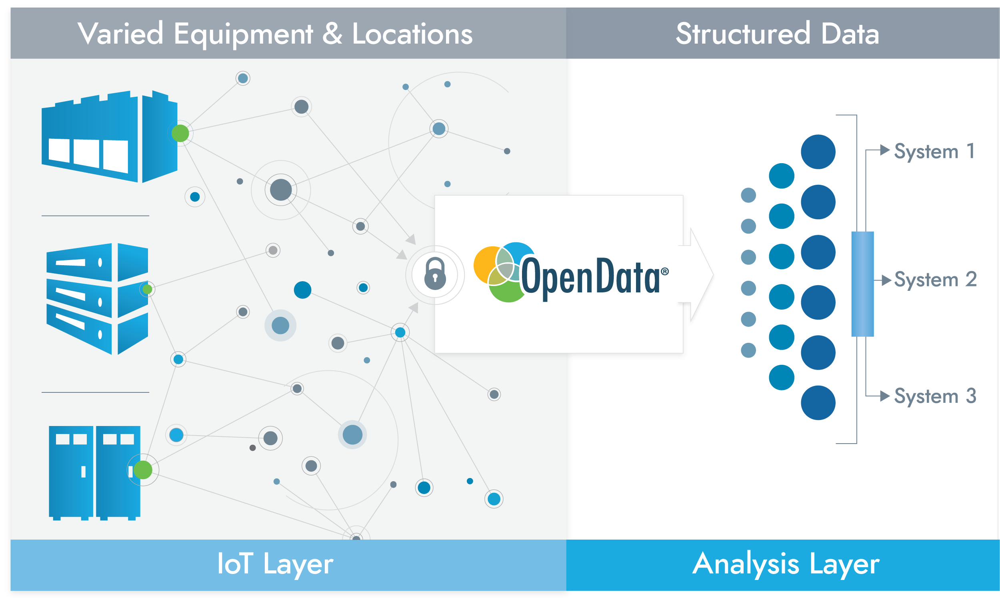 Varied Equipment & Locations
Structured Data
System 1
OpenData®
System 2
System 3
IoT Layer
Analysis Layer